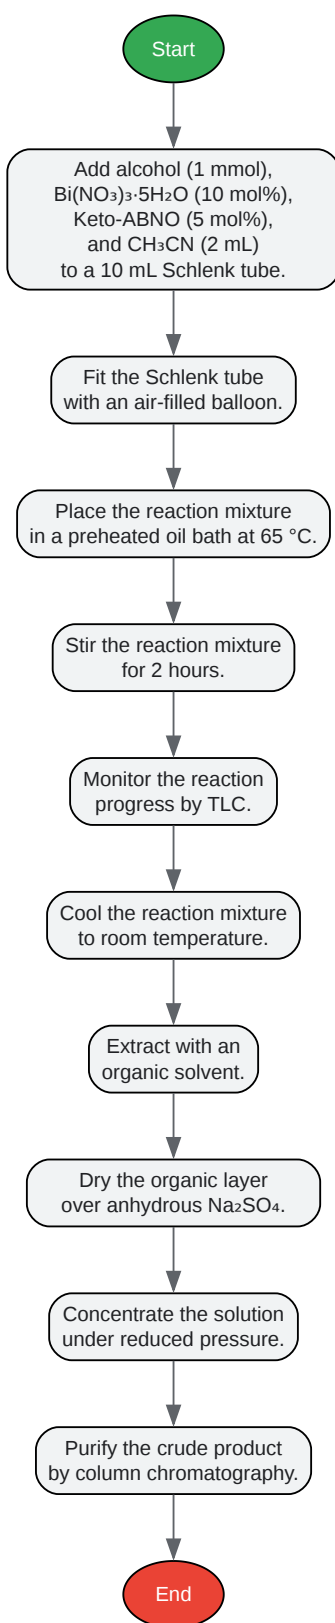 Start
Add alcohol (1 mmol),
Bi(NO₃)₃·5H₂O (10 mol%),
Keto-ABNO (5 mol%),
and CH₃CN (2 mL)
to a 10 mL Schlenk tube.
Fit the Schlenk tube
with an air-filled balloon.
Place the reaction mixture
in a preheated oil bath at 65 °C.
Stir the reaction mixture
for 2 hours.
Monitor the reaction
progress by TLC.
Cool the reaction mixture
to room temperature.
Extract with an
organic solvent.
Dry the organic layer
over anhydrous Na₂SO₄.
Concentrate the solution
under reduced pressure.
Purify the crude product
by column chromatography.
End